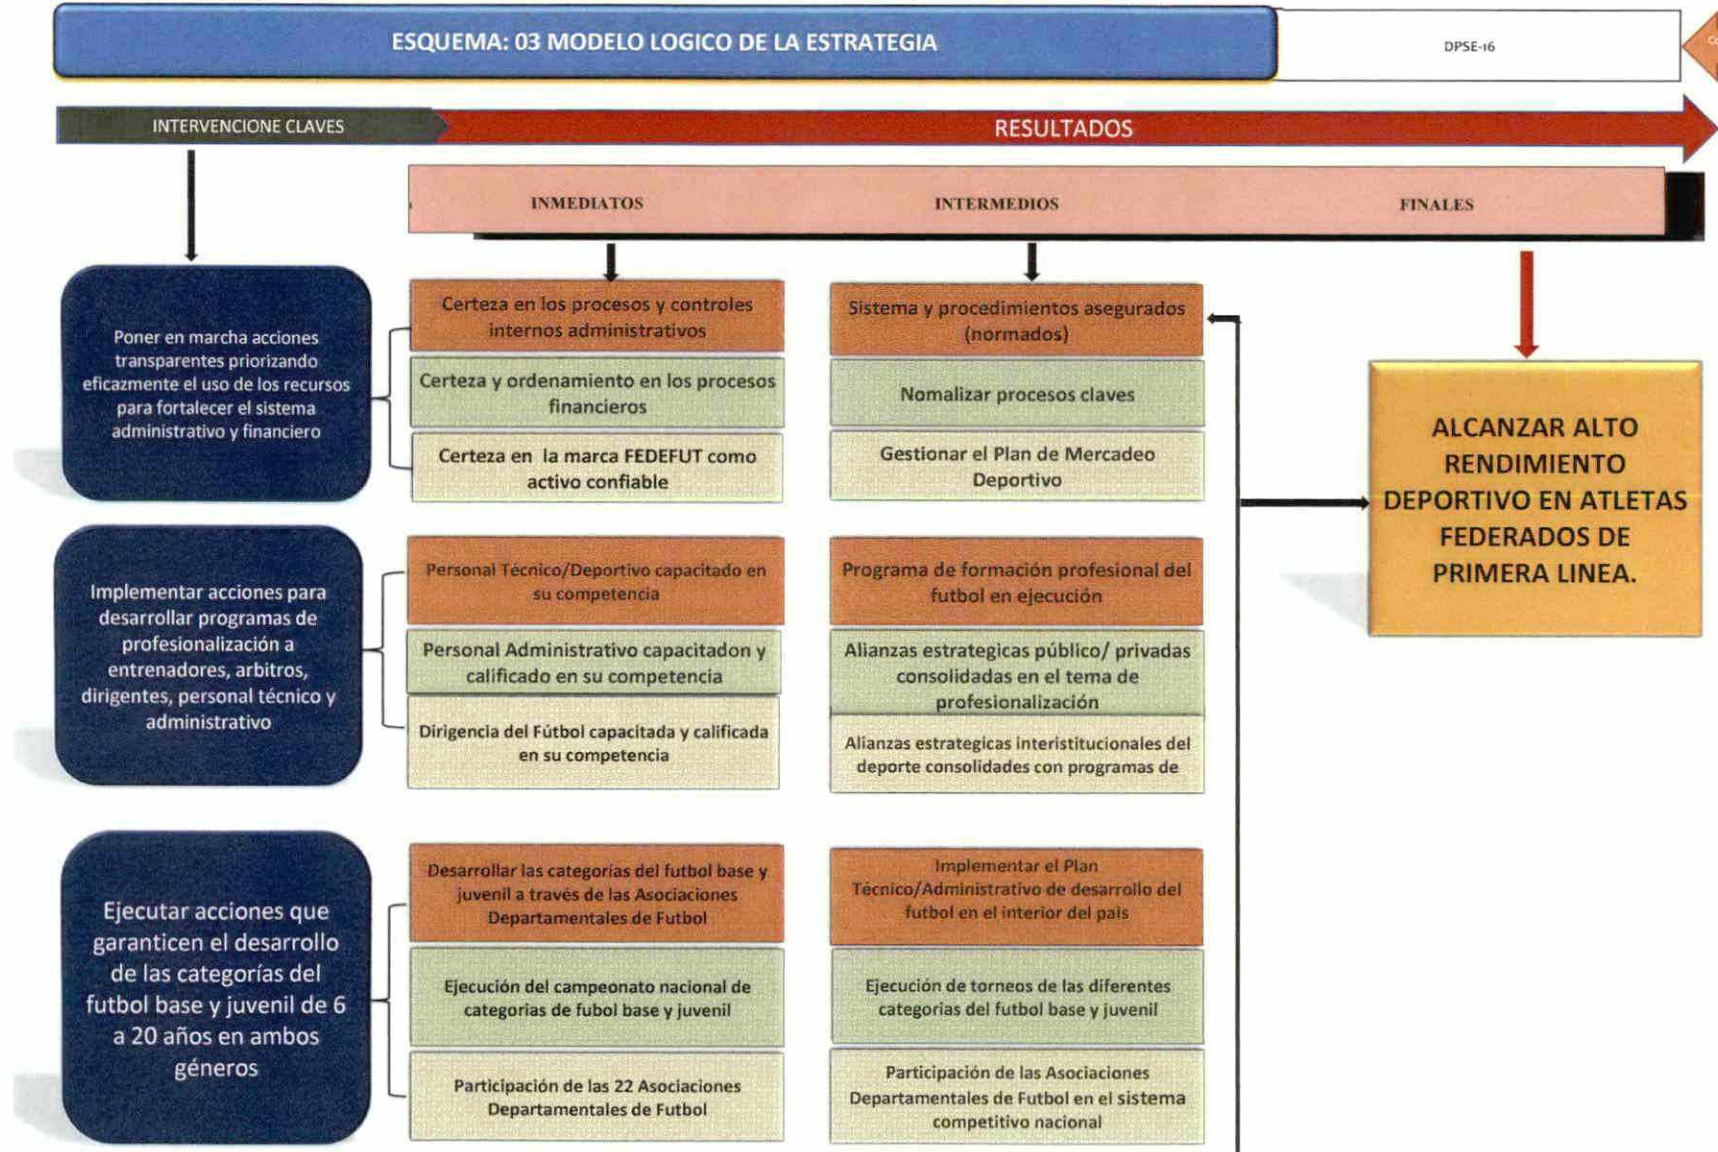 ESQUEMA: 03 MODELO LOGICO DE LA ESTRATEGIA
DPSE-16
INTERVENCIONE CLAVES
RESULTADOS
INMEDIATOS
INTERMEDIOS
FINALES
Poner en marcha acciones
transparentes priorizando
eficazmente el uso de los recursos
para fortalecer el sistema
administrativo y financiero
Certeza en los procesos y controles
internos administrativos
Certeza y ordenamiento en los procesos
financieros
Certeza en la marca FEDEFUT como
activo confiable
Sistema y procedimientos asegurados
(normados)
Nomalizar procesos claves
Gestionar el Plan de Mercadeo
Deportivo
ALCANZAR ALTO
RENDIMIENTO
DEPORTIVO EN ATLETAS
FEDERADOS DE
PRIMERA LINEA.
Implementar acciones para
desarrollar programas de
profesionalización a
entrenadores, arbitros,
dirigentes, personal técnico y
administrativo
Personal Técnico/Deportivo capacitado en
su competencia
Personal Administrativo capacitadon y
calificado en su competencia
Dirigencia del Fútbol capacitada y calificada
en su competencia
Programa de formación profesional del
futbol en ejecución
Alianzas estrategicas público/ privadas
consolidadas en el tema de
profesionalización
Alianzas estrategicas interistitucionales del
deporte consolidades con programas de
Ejecutar acciones que
garanticen el desarrollo
de las categorías del
futbol base y juvenil de 6
a 20 años en ambos
géneros
Desarrollar las categorías del futbol base y
juvenil a través de las Asociaciones
Departamentales de Futbol
Ejecución del campeonato nacional de
categorias de fubol base y juvenil
Participación de las 22 Asociaciones
Departamentales de Futbol
Implementar el Plan
Técnico/Administrativo de desarrollo del
futbol en el interior del país
Ejecución de torneos de las diferentes
categorías del futbol base y juvenil
Participación de las Asociaciones
Departamentales de Futbol en el sistema
competitivo nacional